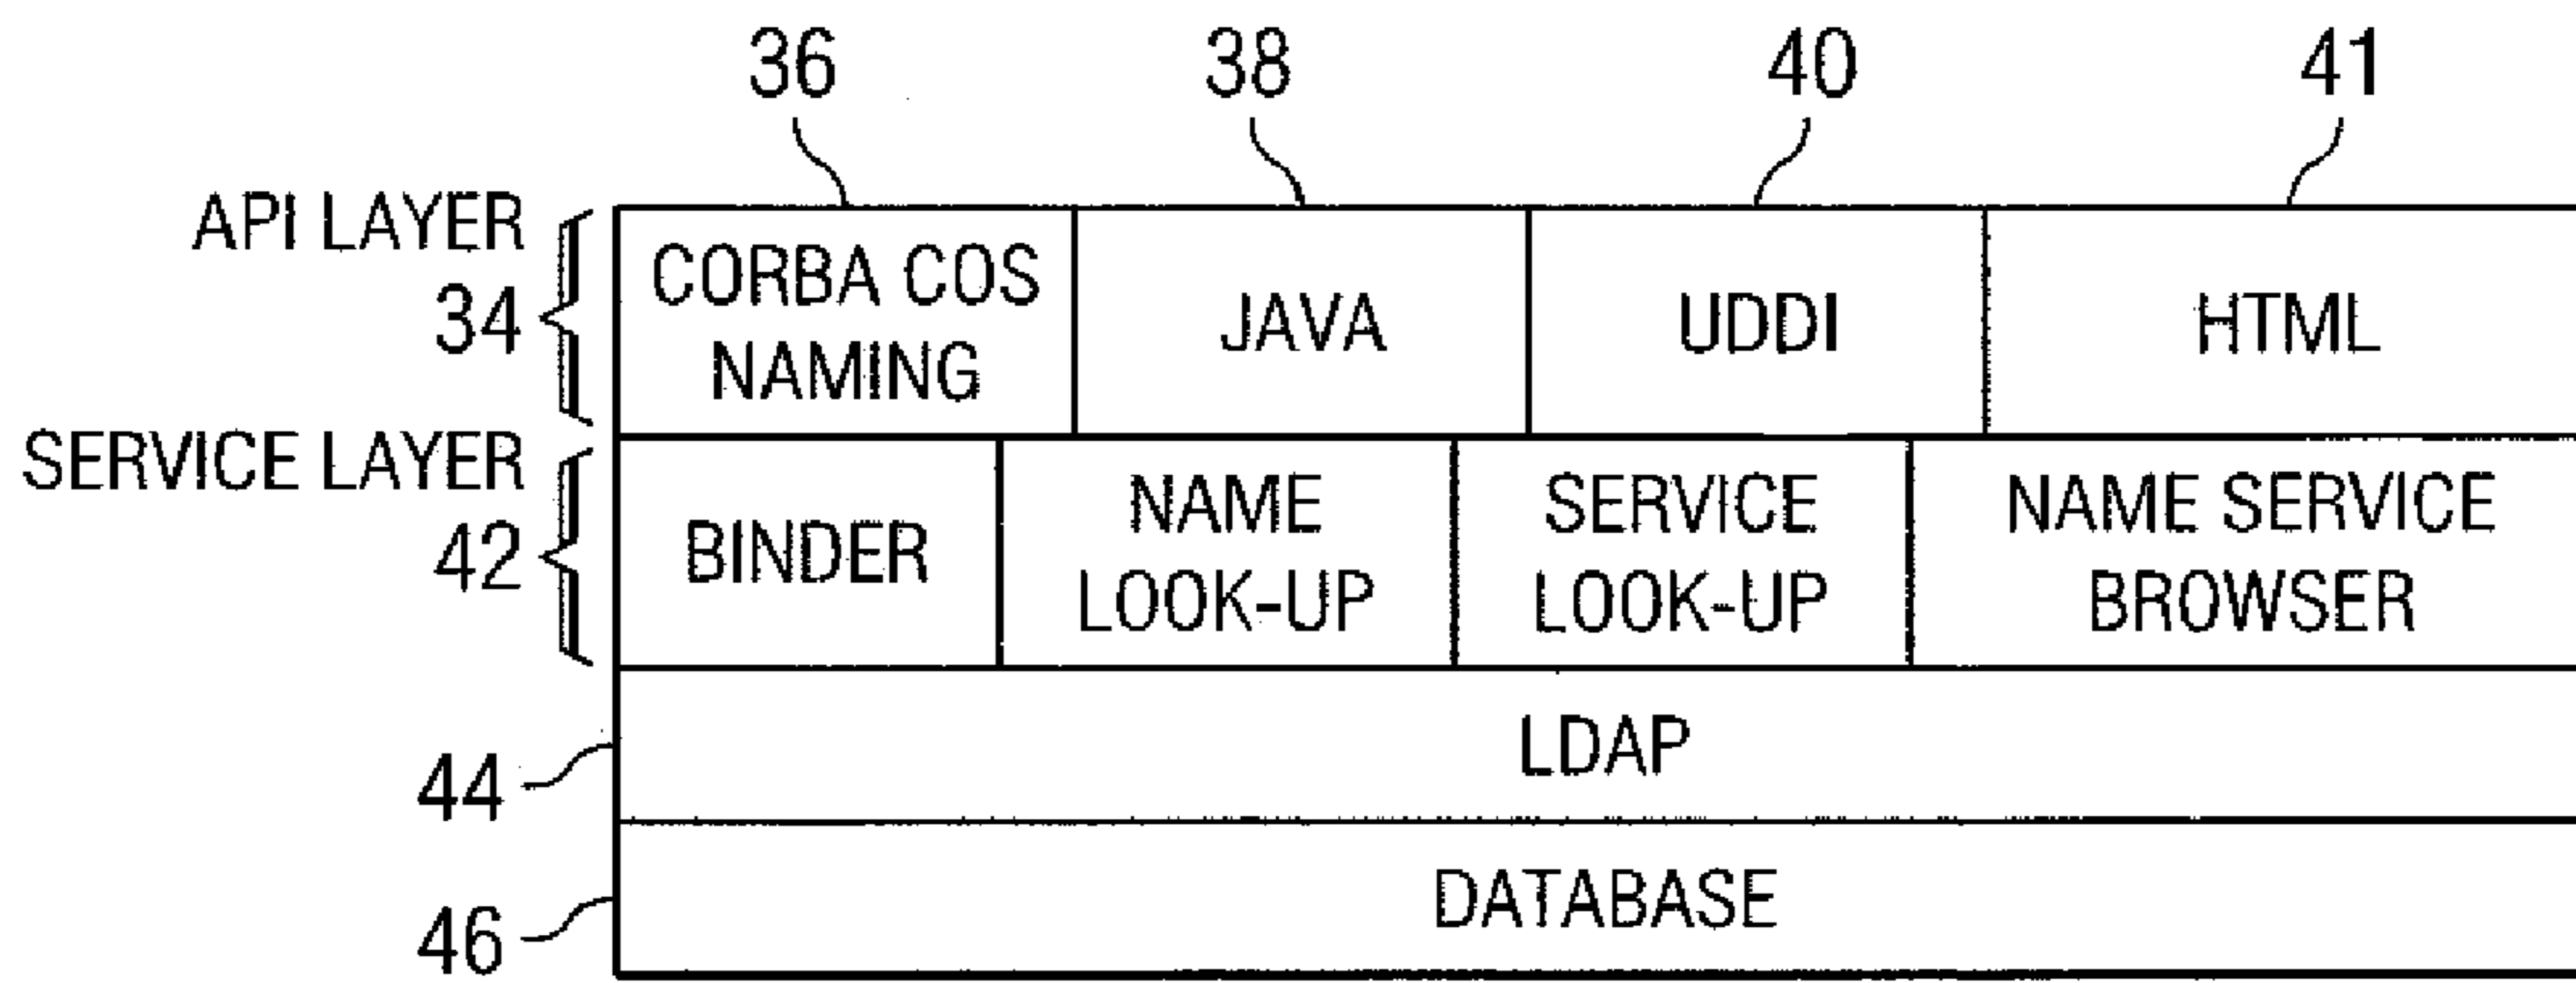 36 38 40 41
API LAYER
34
CORBA COS
NAMING
JAVA
UDDI
HTML
SERVICE LAYER
42
BINDER
NAME
LOOK-UP
SERVICE
LOOK-UP
NAME SERVICE
BROWSER
44
LDAP
46
DATABASE